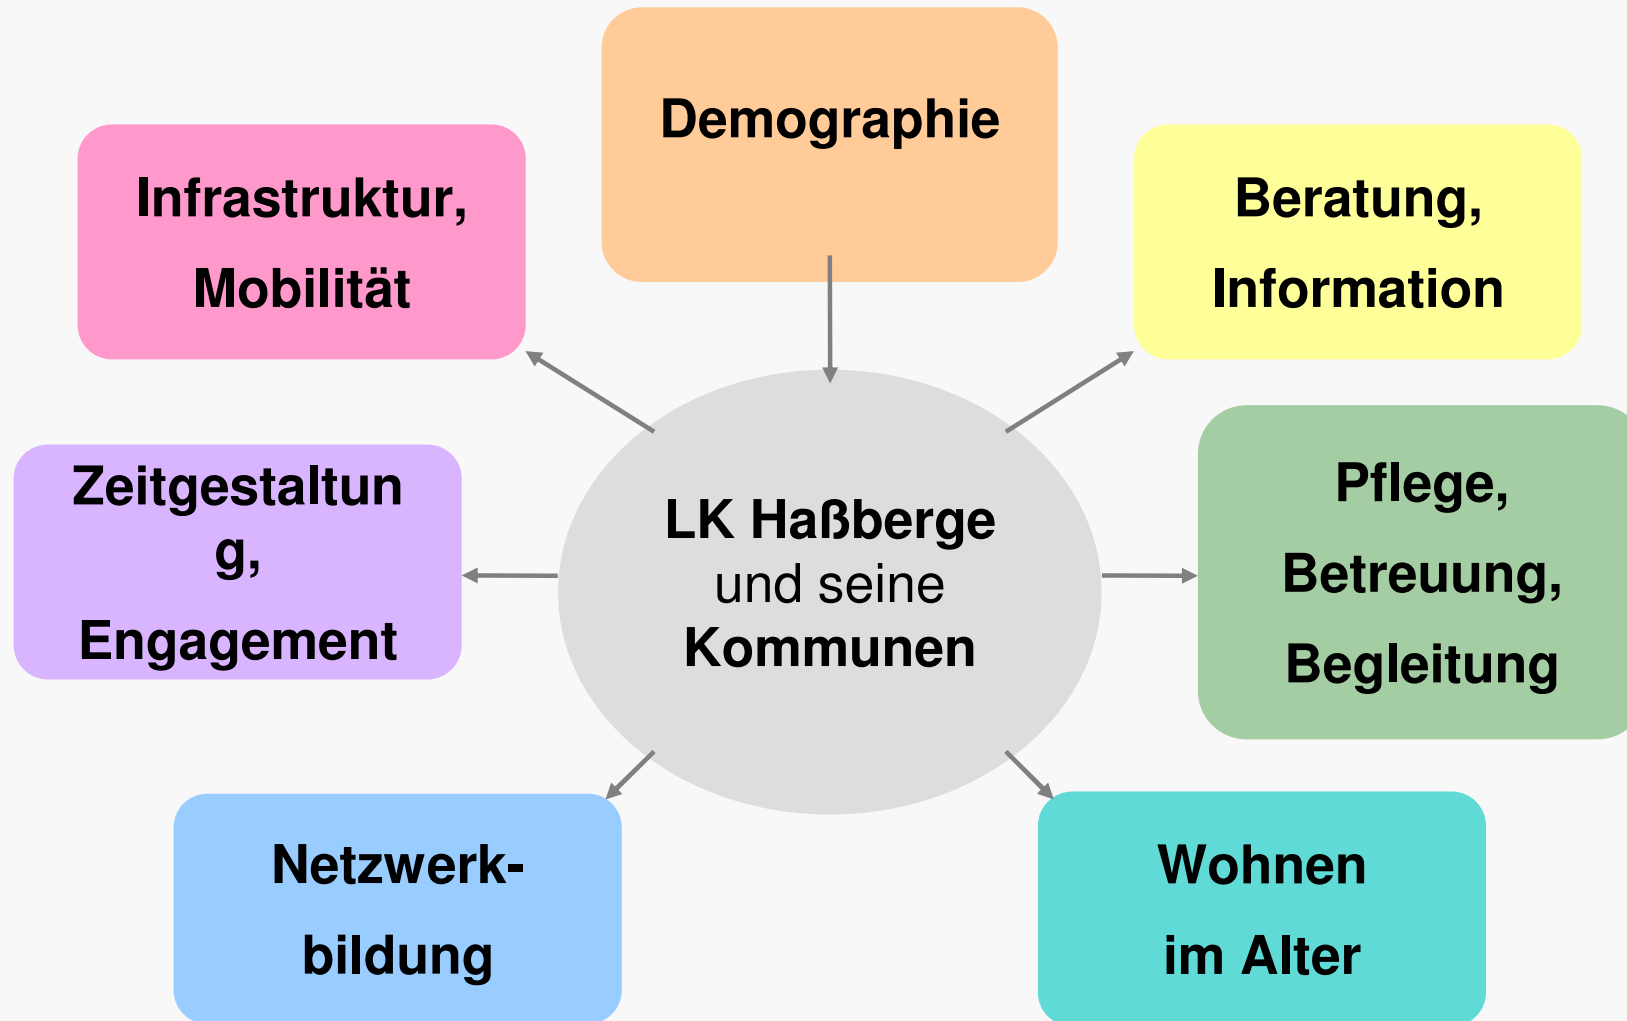 Demographie
Infrastruktur,
Mobilität
Beratung,
Information
Zeitgestaltun
g,
Engagement
LK Haßberge
und seine
Kommunen
Pflege,
Betreuung,
Begleitung
Netzwerk-
bildung
Wohnen
im Alter